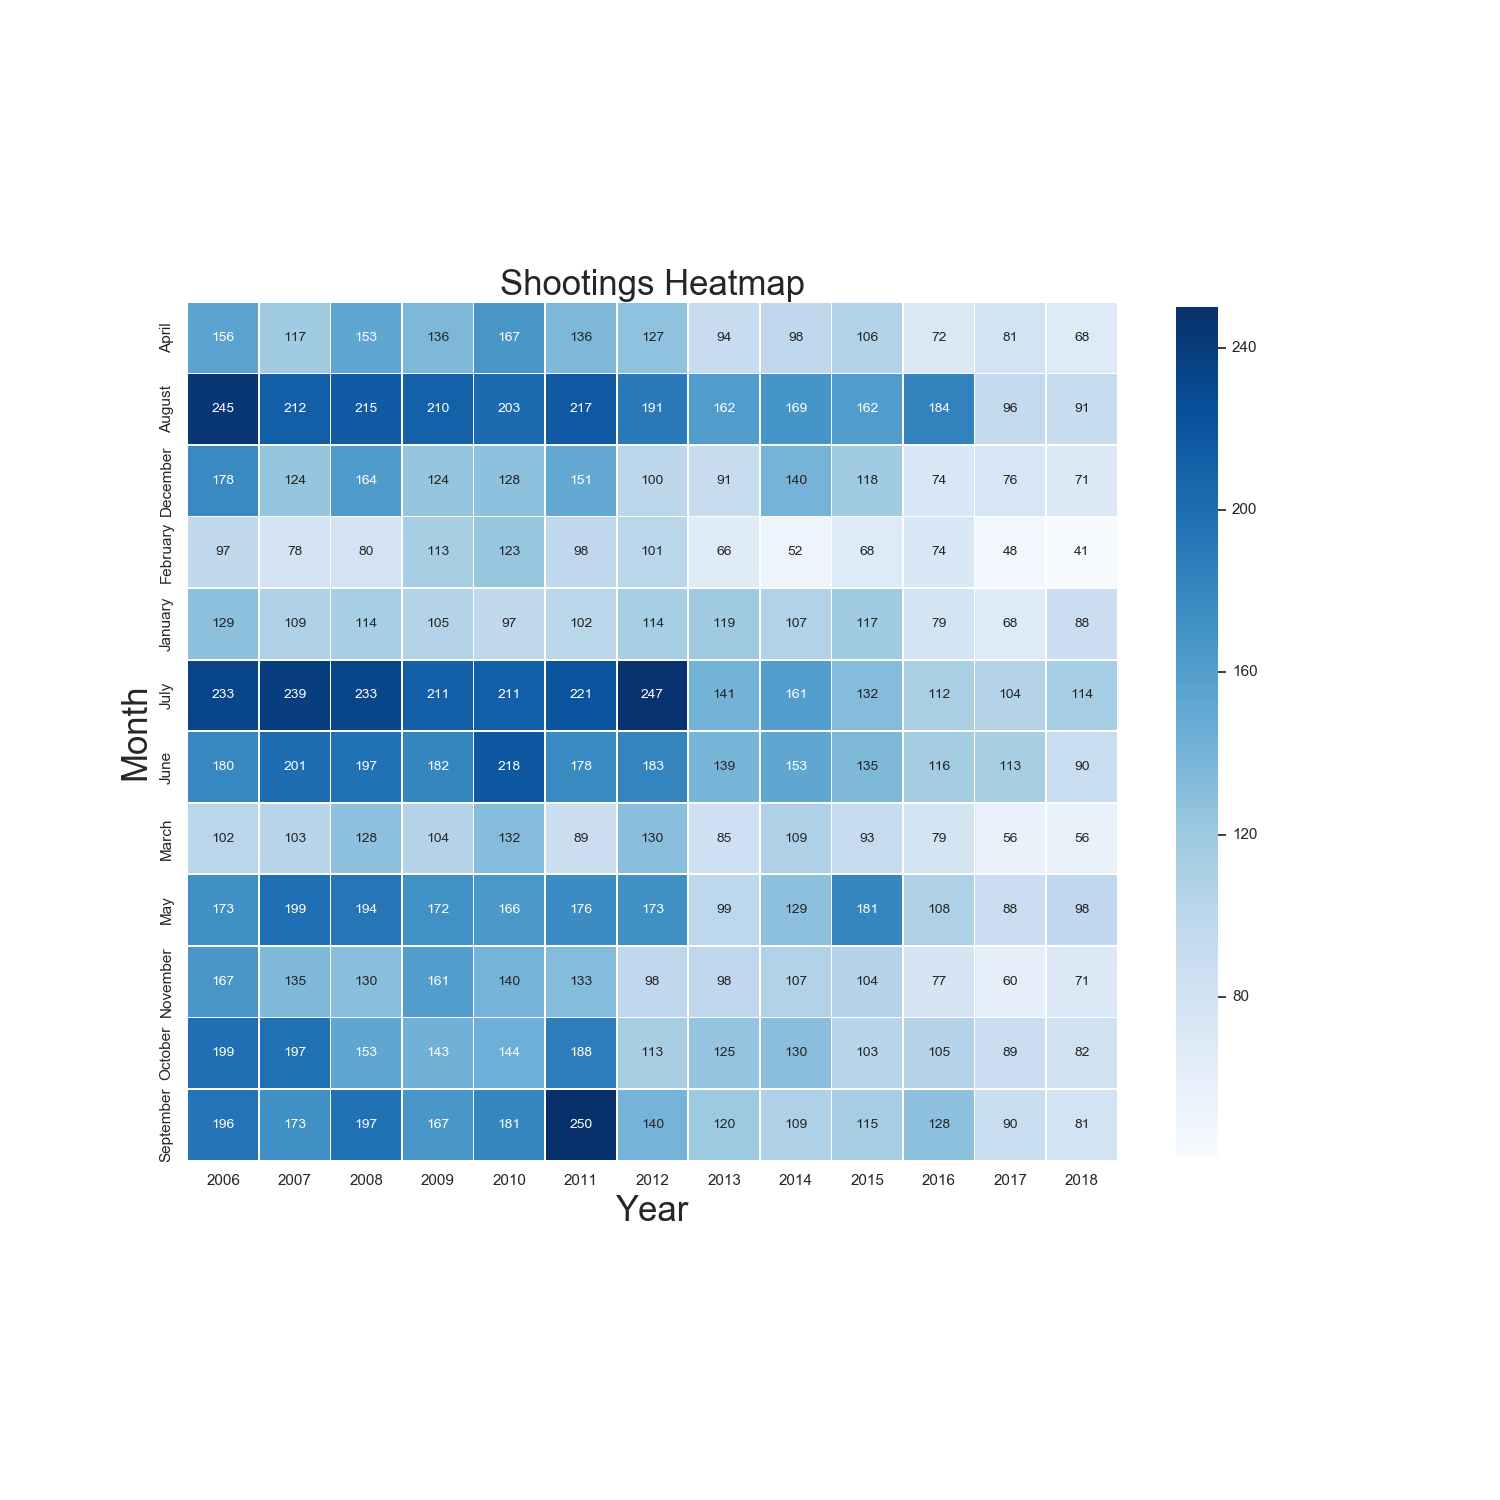 Shootings Heatmap
Month
April 156 117 153 136 167 136 127 94 98 106 72 81 68
August 245 212 215 210 203 217 191 162 169 162 184 96 91
December 178 124 164 124 128 151 100 91 140 118 74 76 71
February 97 78 80 113 123 98 101 66 52 68 74 48 41
January 129 109 114 105 97 102 114 119 107 117 79 68 88
July 233 239 233 211 211 221 247 141 161 132 112 104 114
June 180 201 197 182 218 178 183 139 153 135 116 113 90
March 102 103 128 104 132 89 130 85 109 93 79 56 56
May 173 199 194 172 166 176 173 99 129 181 108 88 98
November 167 135 130 161 140 133 98 98 107 104 77 60 71
October 199 197 153 143 144 188 113 125 130 103 105 89 82
September 196 173 197 167 181 250 140 120 109 115 128 90 81
2006 2007 2008 2009 2010 2011 2012 2013 2014 2015 2016 2017 2018
Year
240
200
160
120
80